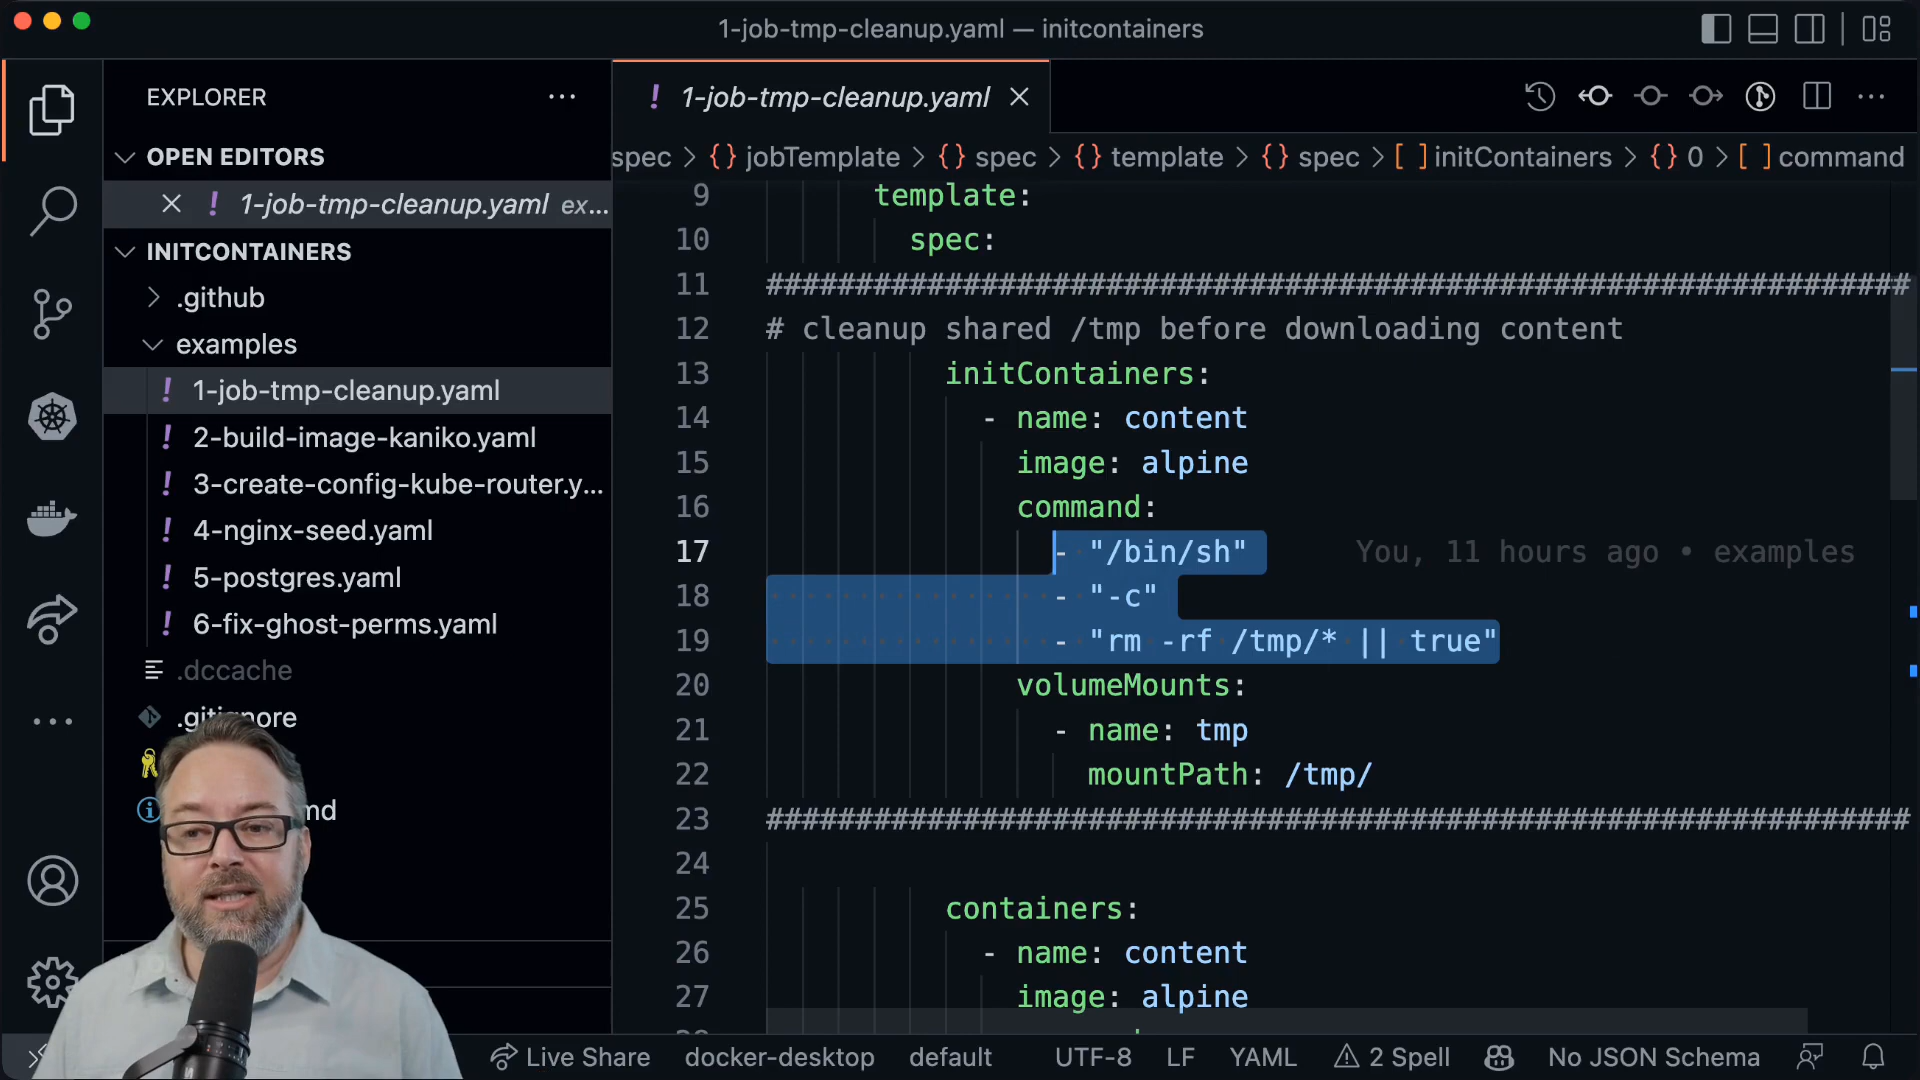 1-job-tmp-cleanup.yaml — initcontainers
EXPLORER
OPEN EDITORS
1-job-tmp-cleanup.yaml ex...
INITCONTAINERS
.github
examples
1-job-tmp-cleanup.yaml
2-build-image-kaniko.yaml
3-create-config-kube-router.y...
4-nginx-seed.yaml
5-postgres.yaml
6-fix-ghost-perms.yaml
.dccache
.gitignore
md
1-job-tmp-cleanup.yaml
spec > {} jobTemplate > {} spec > {} template > {} spec > [ ] initContainers > {} 0 > [ ] command
9 template:
10 spec:
11 ################################################################
12 # cleanup shared /tmp before downloading content
13 initContainers:
14 - name: content
15 image: alpine
16 command:
17 - "/bin/sh" You, 11 hours ago • examples
18 - "-c"
19 - "rm -rf /tmp/* || true"
20 volumeMounts:
21 - name: tmp
22 mountPath: /tmp/
23 ################################################################
24
25 containers:
26 - name: content
27 image: alpine
Live Share docker-desktop default UTF-8 LF YAML 2 Spell No JSON Schema